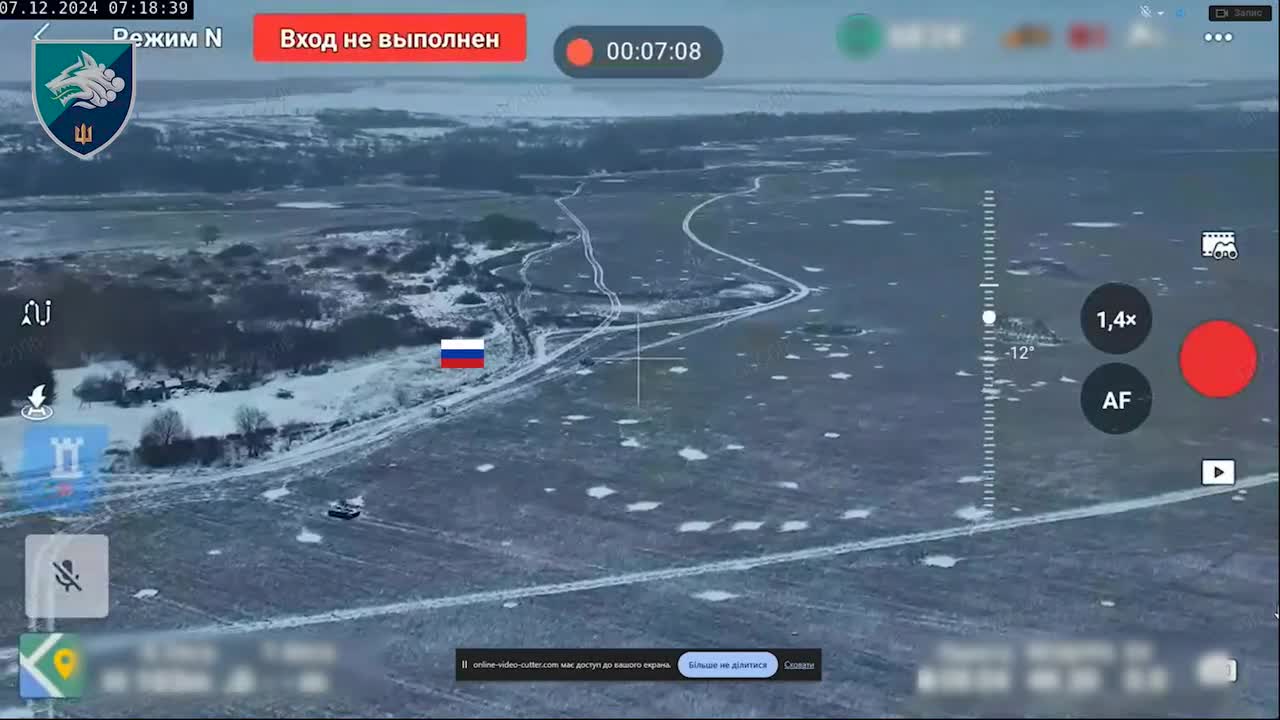 07.12.2024 07:18:39
Запис
Режим N
Вход не выполнен
00:07:08
1,4×
-12°
AF
online-video-cutter.com має доступ до вашого екрана.
Більше не ділитися
Сховати